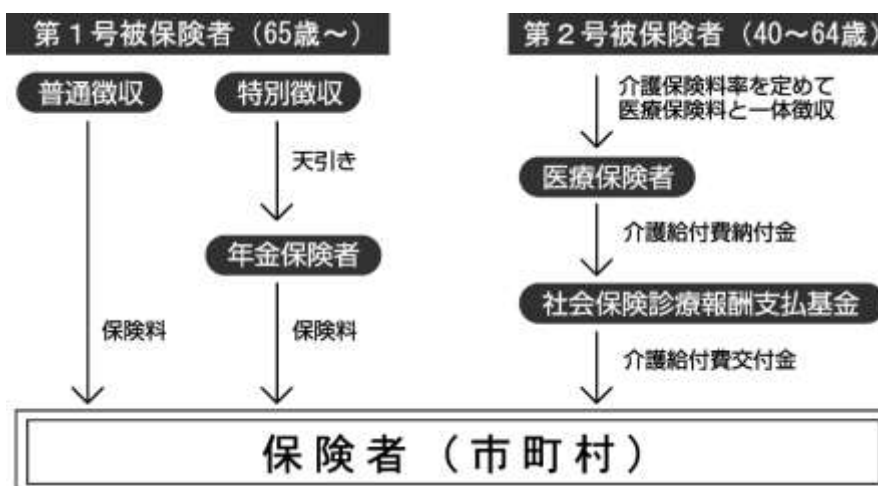 第1号被保険者（65歳～）
普通徴収
特別徴収
天引き
年金保険者
保険料
保険料
第２号被保険者（40～64歳）
介護保険料率を定めて
医療保険料と一体徴収
医療保険者
介護給付費納付金
社会保険診療報酬支払基金
介護給付費交付金
保険者（市町村）